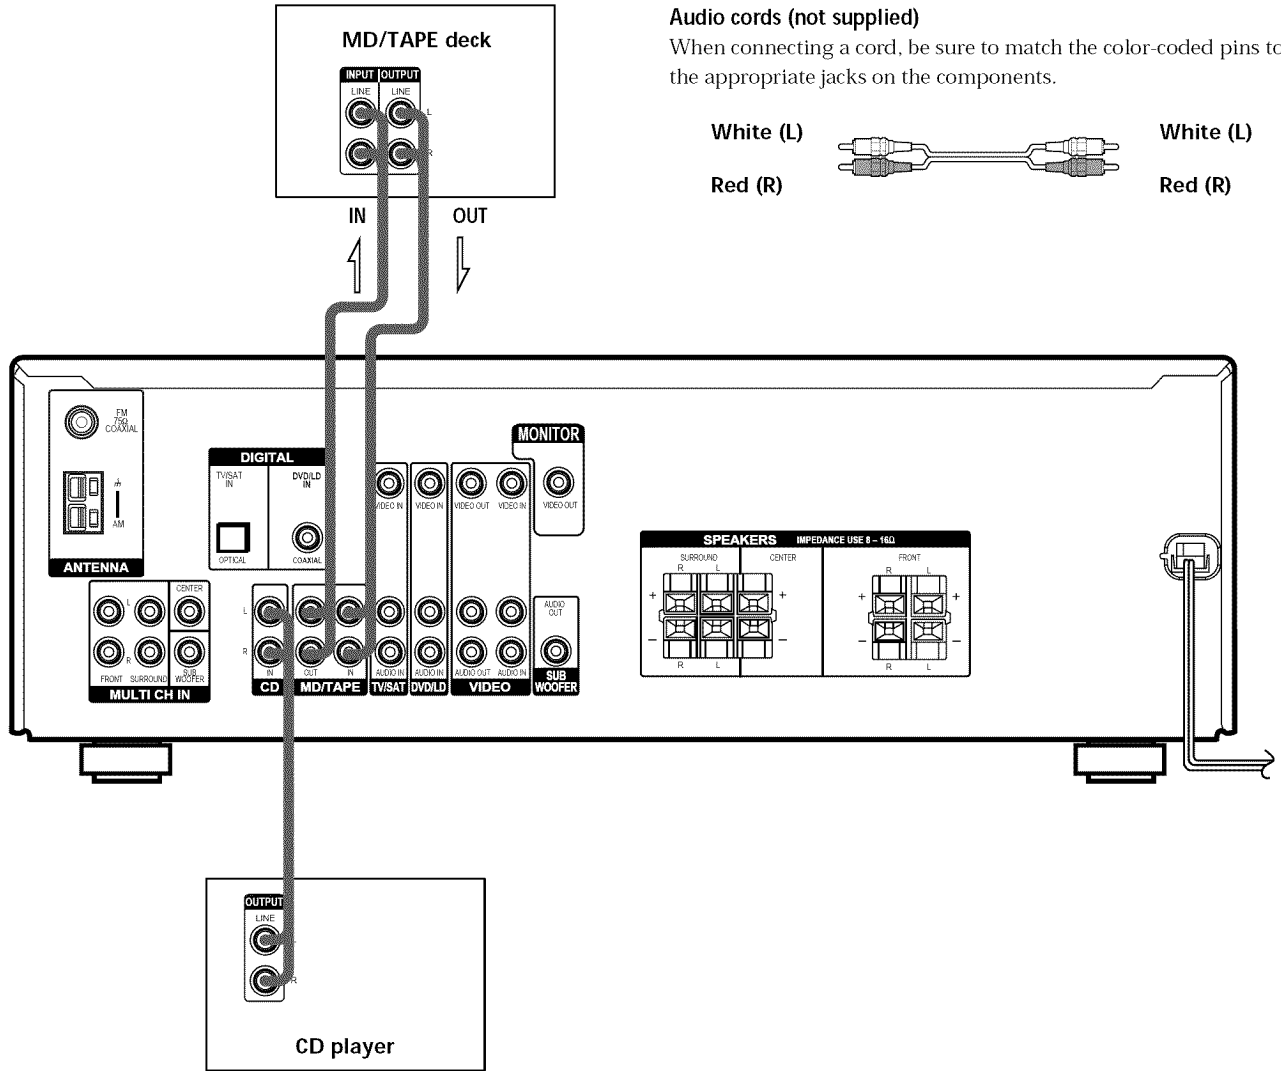 MD/TAPE deck
INPUT OUTPUT
LINE LINE
L
R
IN OUT
Audio cords (not supplied)
When connecting a cord, be sure to match the color-coded pins to
the appropriate jacks on the components.
White (L) White (L)
Red (R) Red (R)
FM
75Ω
COAXIAL
AM
ANTENNA
DIGITAL
TV/SAT
IN
DVD/LD
IN
OPTICAL
COAXIAL
MONITOR
VIDEO IN VIDEO IN VIDEO OUT VIDEO IN VIDEO OUT
SPEAKERS IMPEDANCE USE 8 – 16Ω
SURROUND CENTER FRONT
R L R L
+ + + +
– – – –
R L R L
CENTER
L
R
FRONT SURROUND SUB
WOOFER
MULTI CH IN
L
R
IN OUT IN AUDIO IN AUDIO IN AUDIO OUT AUDIO IN
CD MD/TAPE TV/SAT DVD/LD VIDEO
AUDIO
OUT
SUB
WOOFER
OUTPUT
LINE
R
CD player